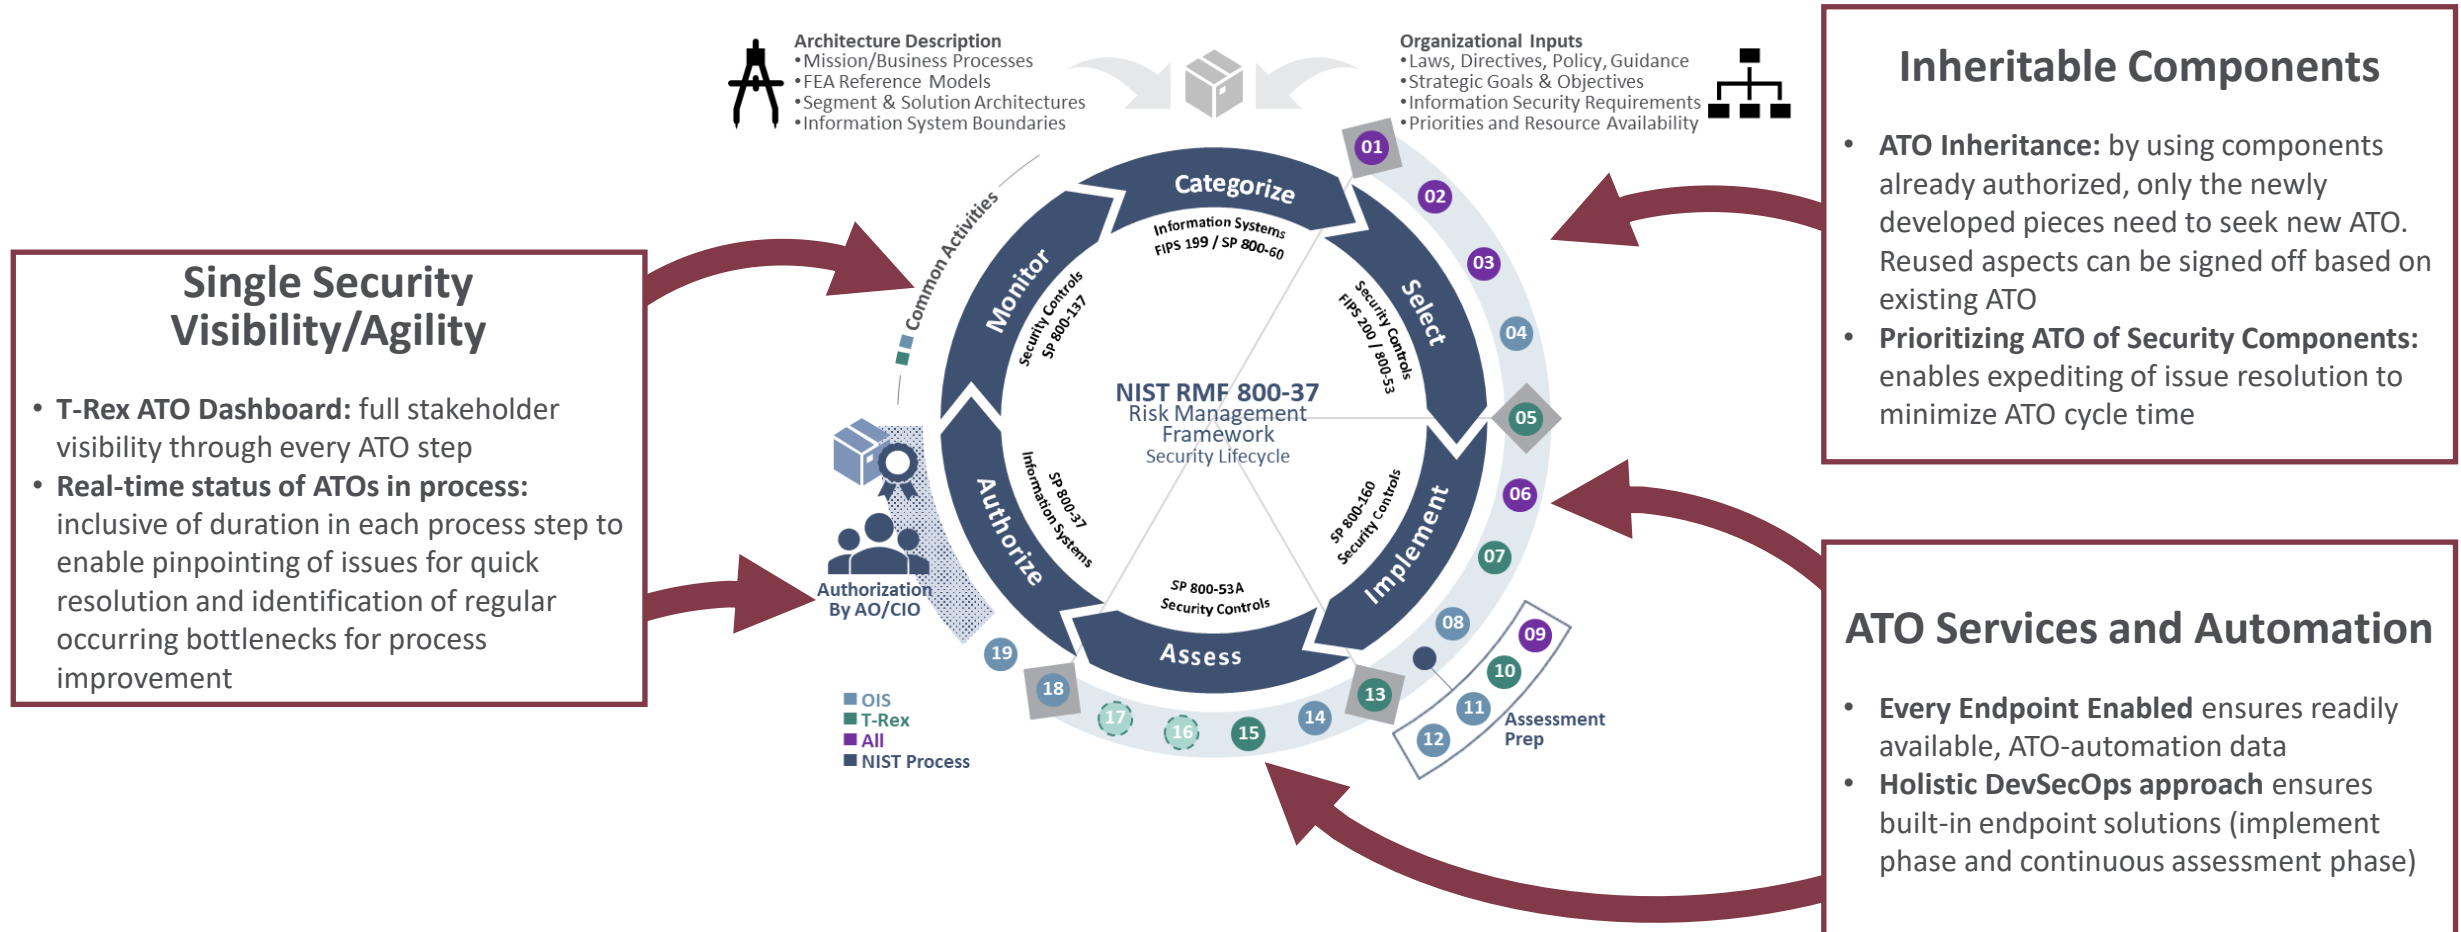 Architecture Description
•Mission/Business Processes
•FEA Reference Models
•Segment & Solution Architectures
•Information System Boundaries
Organizational Inputs
•Laws, Directives, Policy, Guidance
•Strategic Goals & Objectives
•Information Security Requirements
•Priorities and Resource Availability
Inheritable Components
• ATO Inheritance: by using components
already authorized, only the newly
developed pieces need to seek new ATO.
Reused aspects can be signed off based on
existing ATO
• Prioritizing ATO of Security Components:
enables expediting of issue resolution to
minimize ATO cycle time
Single Security
Visibility/Agility
• T-Rex ATO Dashboard: full stakeholder
visibility through every ATO step
• Real-time status of ATOs in process:
inclusive of duration in each process step to
enable pinpointing of issues for quick
resolution and identification of regular
occurring bottlenecks for process
improvement
Common Activities
Categorize
Information Systems
FIPS 199 / SP 800-60
Select
Security Controls
FIPS 200 / 800-53
Implement
SP 800-160
Security Controls
Assess
SP 800-53A
Security Controls
Authorize
SP 800-37
Information Systems
Monitor
Security Controls
SP 800-137
NIST RMF 800-37
Risk Management
Framework
Security Lifecycle
01
02
03
04
05
06
07
08
09
10
11
12
Assessment
Prep
13
14
15
16
17
18
19
Authorization
By AO/CIO
OIS
T-Rex
All
NIST Process
ATO Services and Automation
• Every Endpoint Enabled ensures readily
available, ATO-automation data
• Holistic DevSecOps approach ensures
built-in endpoint solutions (implement
phase and continuous assessment phase)